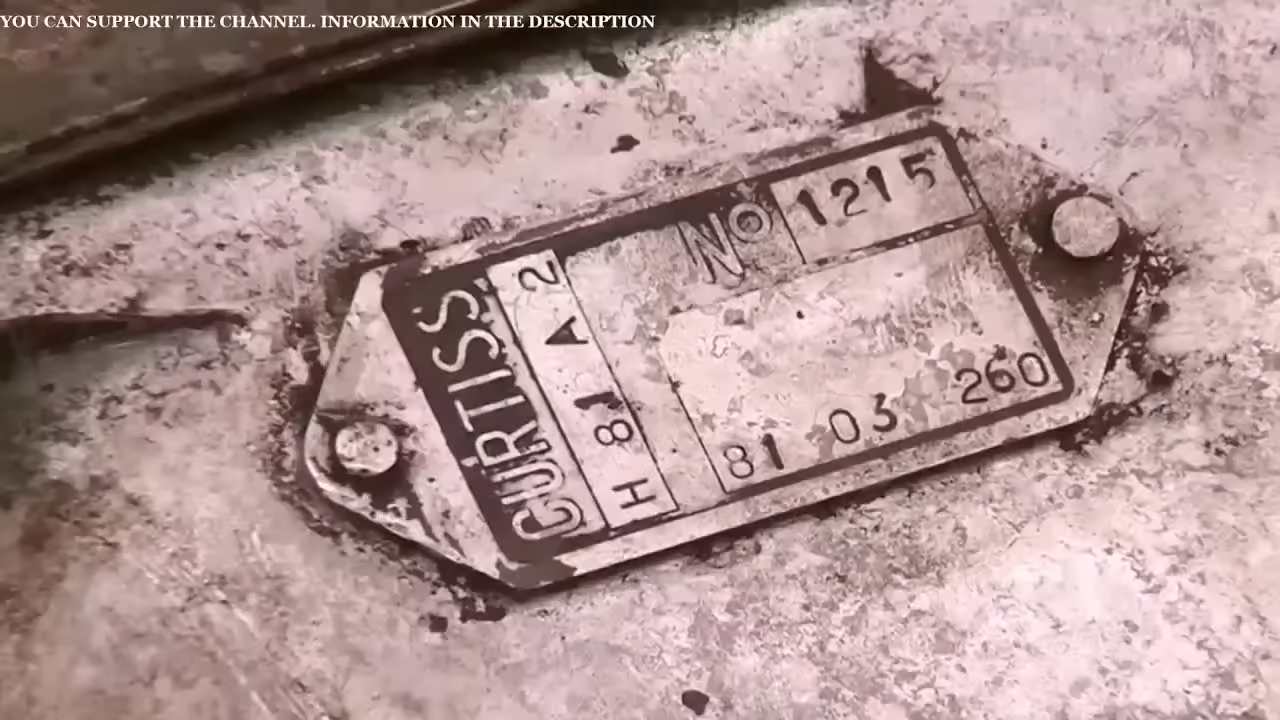 YOU CAN SUPPORT THE CHANNEL. INFORMATION IN THE DESCRIPTION
CURTISS
H 81 A 2
No 1215
81 03 260